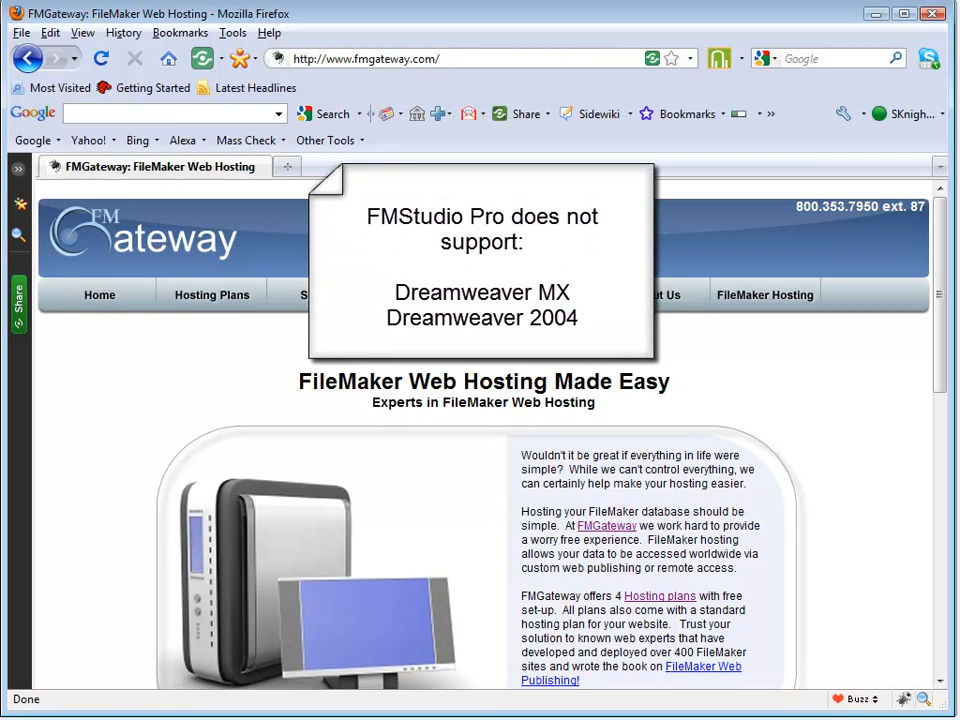 FMGateway: FileMaker Web Hosting - Mozilla Firefox
File Edit View History Bookmarks Tools Help
http://www.fmgateway.com/
Google
Most Visited Getting Started Latest Headlines
Google Search Share Sidewiki Bookmarks » SKnigh...
Google Yahoo! Bing Alexa Mass Check Other Tools
» FMGateway: FileMaker Web Hosting
800.353.7950 ext. 87
FM
Gateway
FMStudio Pro does not
support:
Dreamweaver MX
Dreamweaver 2004
Share
Home Hosting Plans S ut Us FileMaker Hosting
FileMaker Web Hosting Made Easy
Experts in FileMaker Web Hosting
Wouldn't it be great if everything in life were
simple? While we can't control everything, we
can certainly help make your hosting easier.
Hosting your FileMaker database should be
simple. At FMGateway we work hard to provide
a worry free experience. FileMaker hosting
allows your data to be accessed worldwide via
custom web publishing or remote access.
FMGateway offers 4 Hosting plans with free
set-up. All plans also come with a standard
hosting plan for your website. Trust your
solution to known web experts that have
developed and deployed over 400 FileMaker
sites and wrote the book on FileMaker Web
Publishing!
Done Buzz